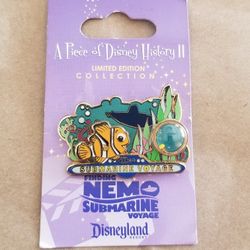 A Piece of Disney History II
LIMITED EDITION
COLLECTION
SUBMARINE VOYAGE
FINDING
NEMO
SUBMARINE
VOYAGE
Disneyland
RESORT